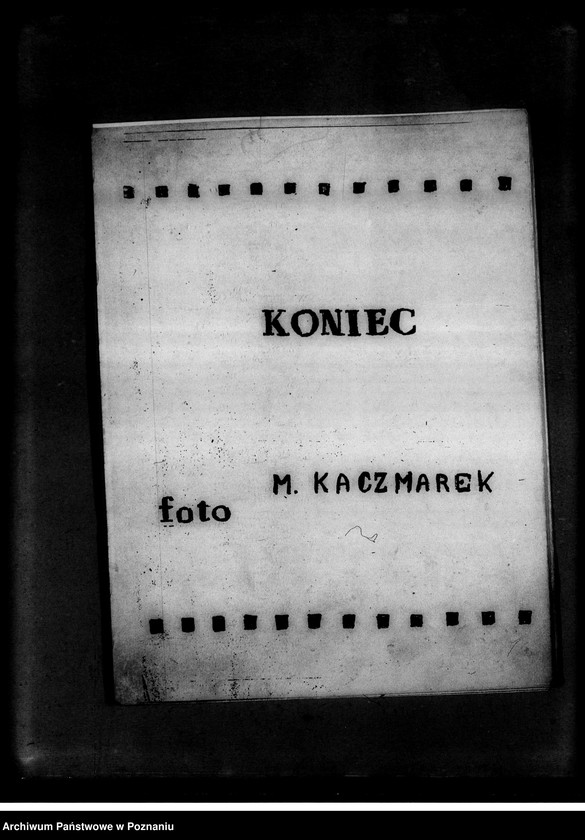 KONIEC
M. KACZMAREK
foto
Archiwum Państwowe w Poznaniu